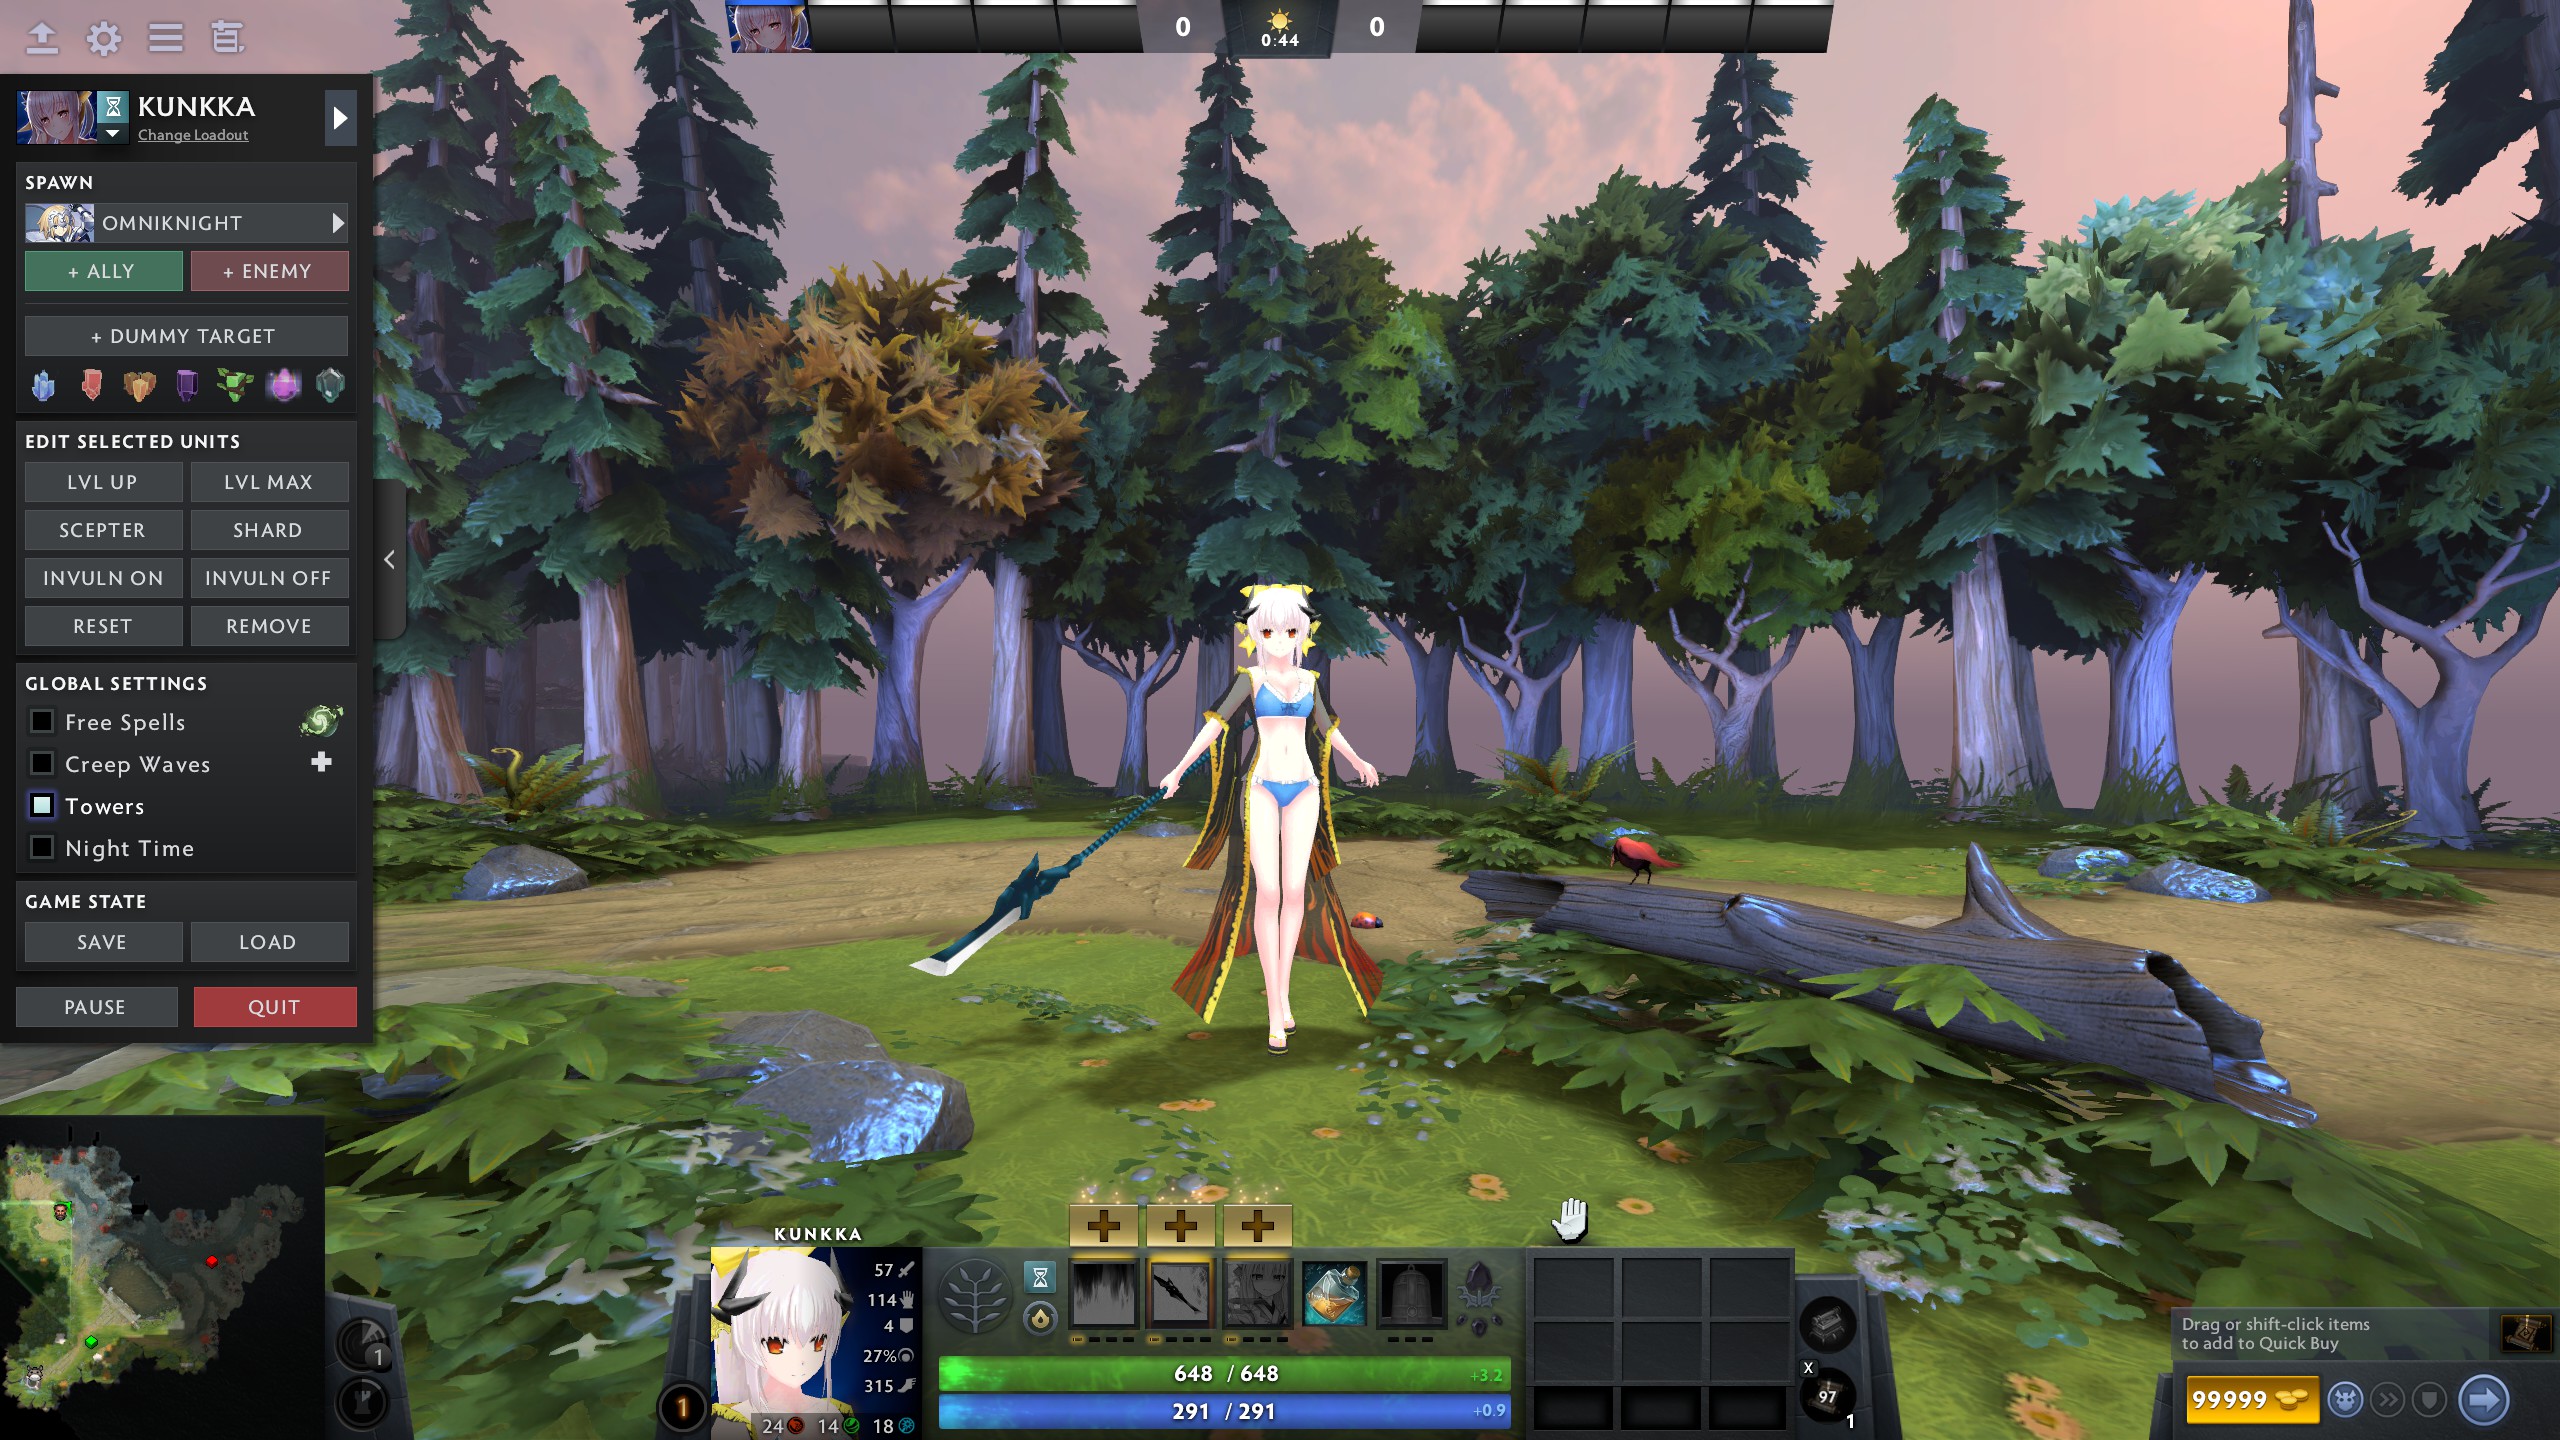 0
0:44
0
KUNKKA
Change Loadout
SPAWN
OMNIKNIGHT
+ ALLY
+ ENEMY
+ DUMMY TARGET
EDIT SELECTED UNITS
LVL UP
LVL MAX
SCEPTER
SHARD
INVULN ON
INVULN OFF
RESET
REMOVE
GLOBAL SETTINGS
Free Spells
Creep Waves
Towers
Night Time
GAME STATE
SAVE
LOAD
PAUSE
QUIT
KUNKKA
57
114
4
27%
315
24
14
18
1
1
648 / 648
+3.2
291 / 291
+0.9
X
97
1
Drag or shift-click items
to add to Quick Buy
99999